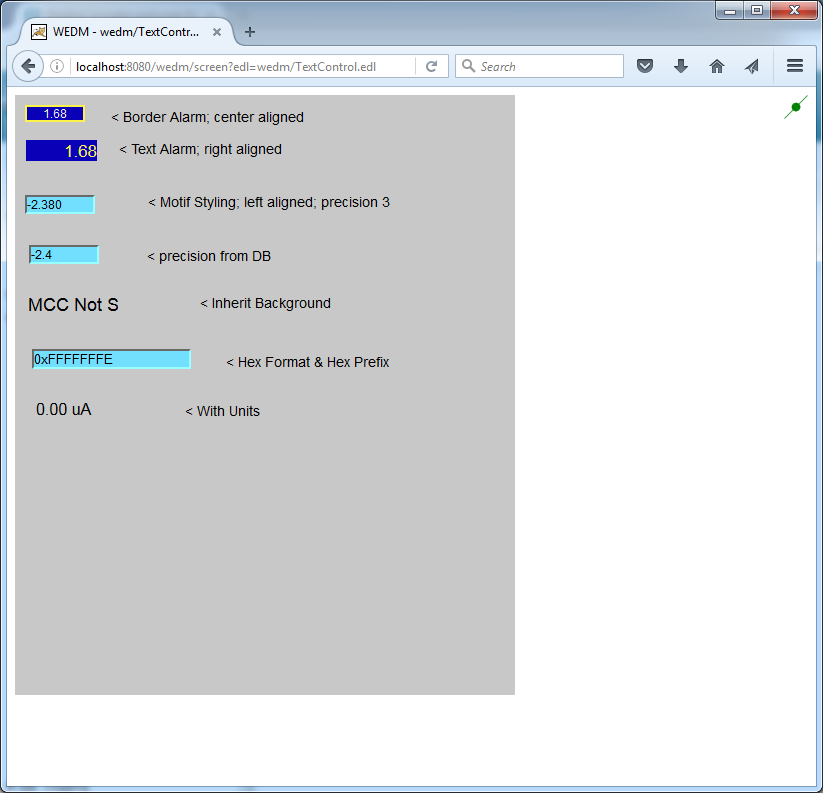 WEDM - wedm/TextContr...
localhost:8080/wedm/screen?edl=wedm/TextControl.edl
Search
1.68 < Border Alarm; center aligned
1.68 < Text Alarm; right aligned
-2.380 < Motif Styling; left aligned; precision 3
-2.4 < precision from DB
MCC Not S < Inherit Background
0xFFFFFFFE < Hex Format & Hex Prefix
0.00 uA < With Units